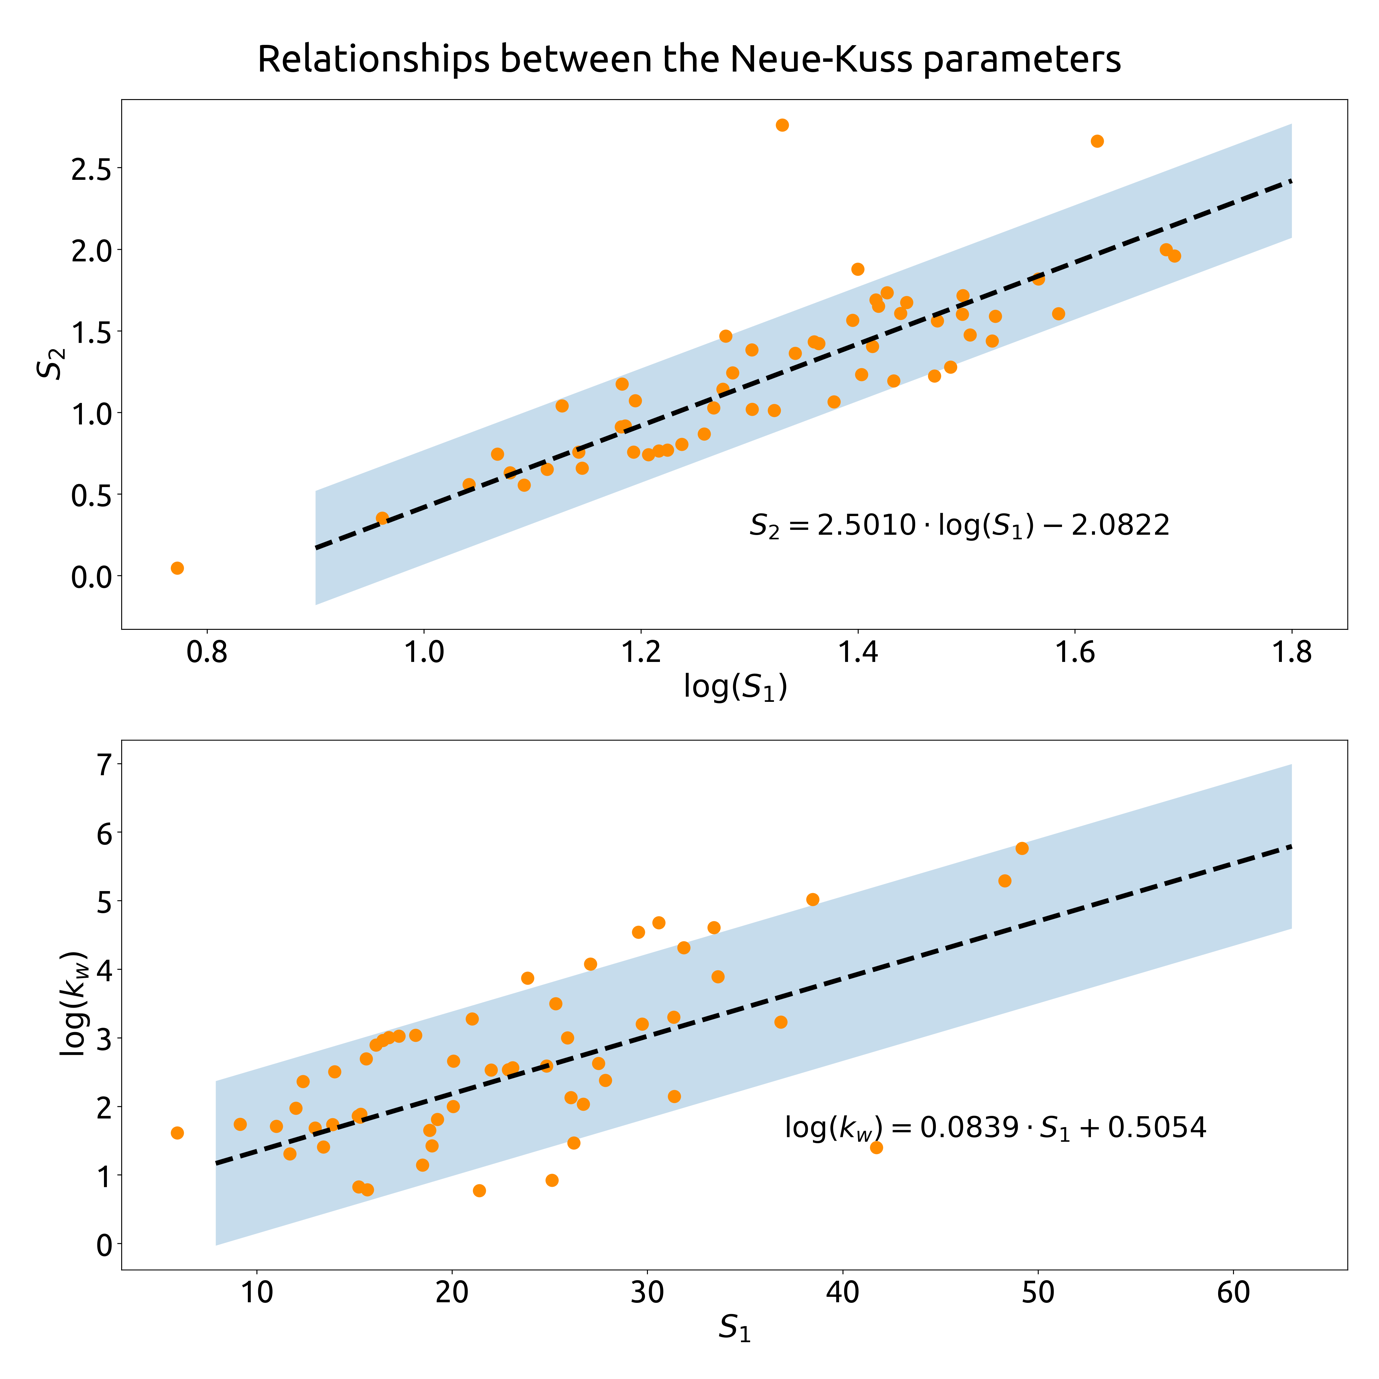 Relationships between the Neue-Kuss parameters
2.5
2.0
1.5
1.0
0.5
0.0
S₂
S₂ = 2.5010 · log(S₁) − 2.0822
0.8 1.0 1.2 1.4 1.6 1.8
log(S₁)
7
6
5
4
3
2
1
0
log(k_w)
log(k_w) = 0.0839 · S₁ + 0.5054
10 20 30 40 50 60
S₁